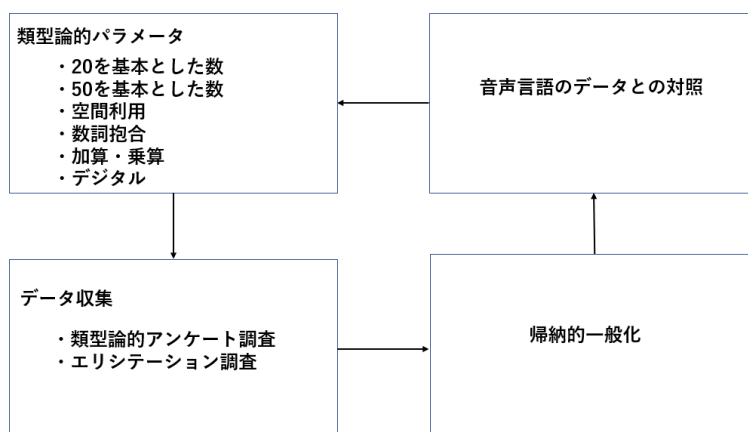 類型論的パラメータ
・20を基本とした数
・50を基本とした数
・空間利用
・数詞抱合
・加算・乗算
・デジタル
音声言語のデータとの対照
データ収集
・類型論的アンケート調査
・エリシテーション調査
帰納的一般化